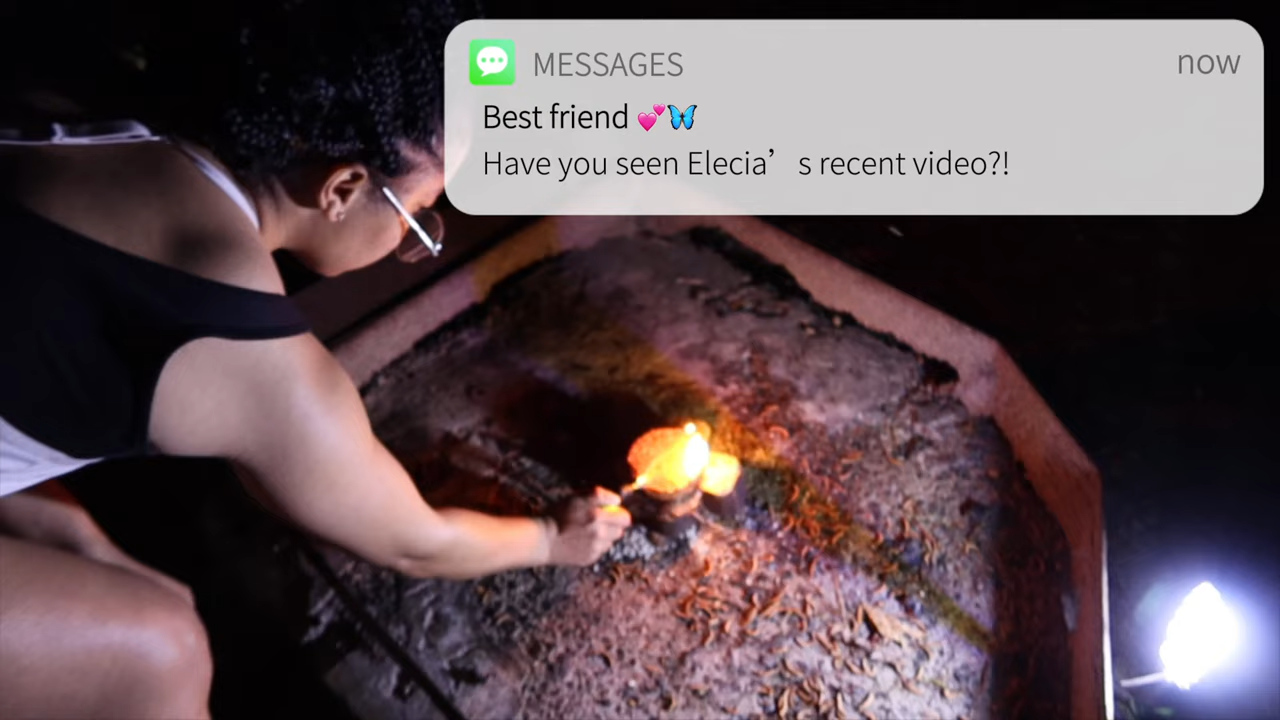 MESSAGES now
Best friend 💕🦋
Have you seen Elecia’s recent video?!